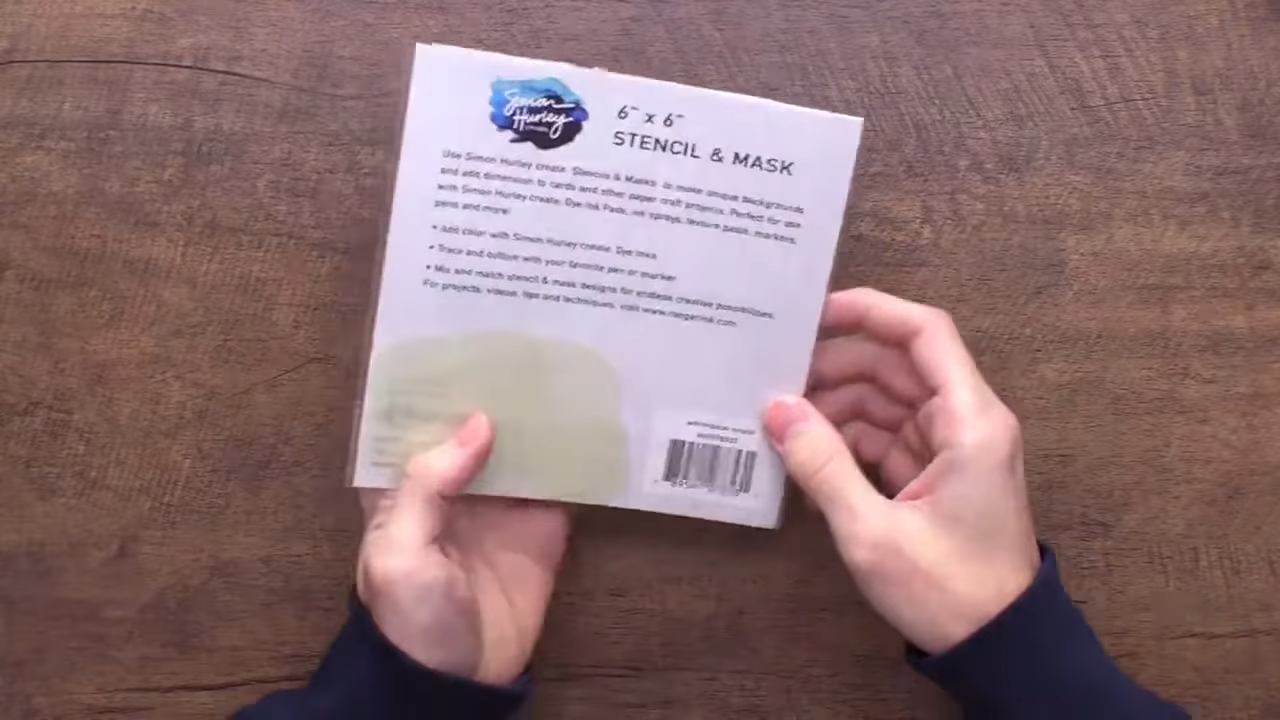 Simon
Hurley
6" x 6"
STENCIL & MASK
Use Simon Hurley create. Stencils & Masks to make unique backgrounds
and add dimension to cards and other paper craft projects. Perfect for use
with Simon Hurley create. Dye Ink Pads, ink sprays, texture paste, markers,
pens and more!
• Add color with Simon Hurley create. Dye Inks
• Trace and outline with your favorite pen or marker
• Mix and match stencil & mask designs for endless creative possibilities.
For projects, videos, tips and techniques, visit www.rangerink.com